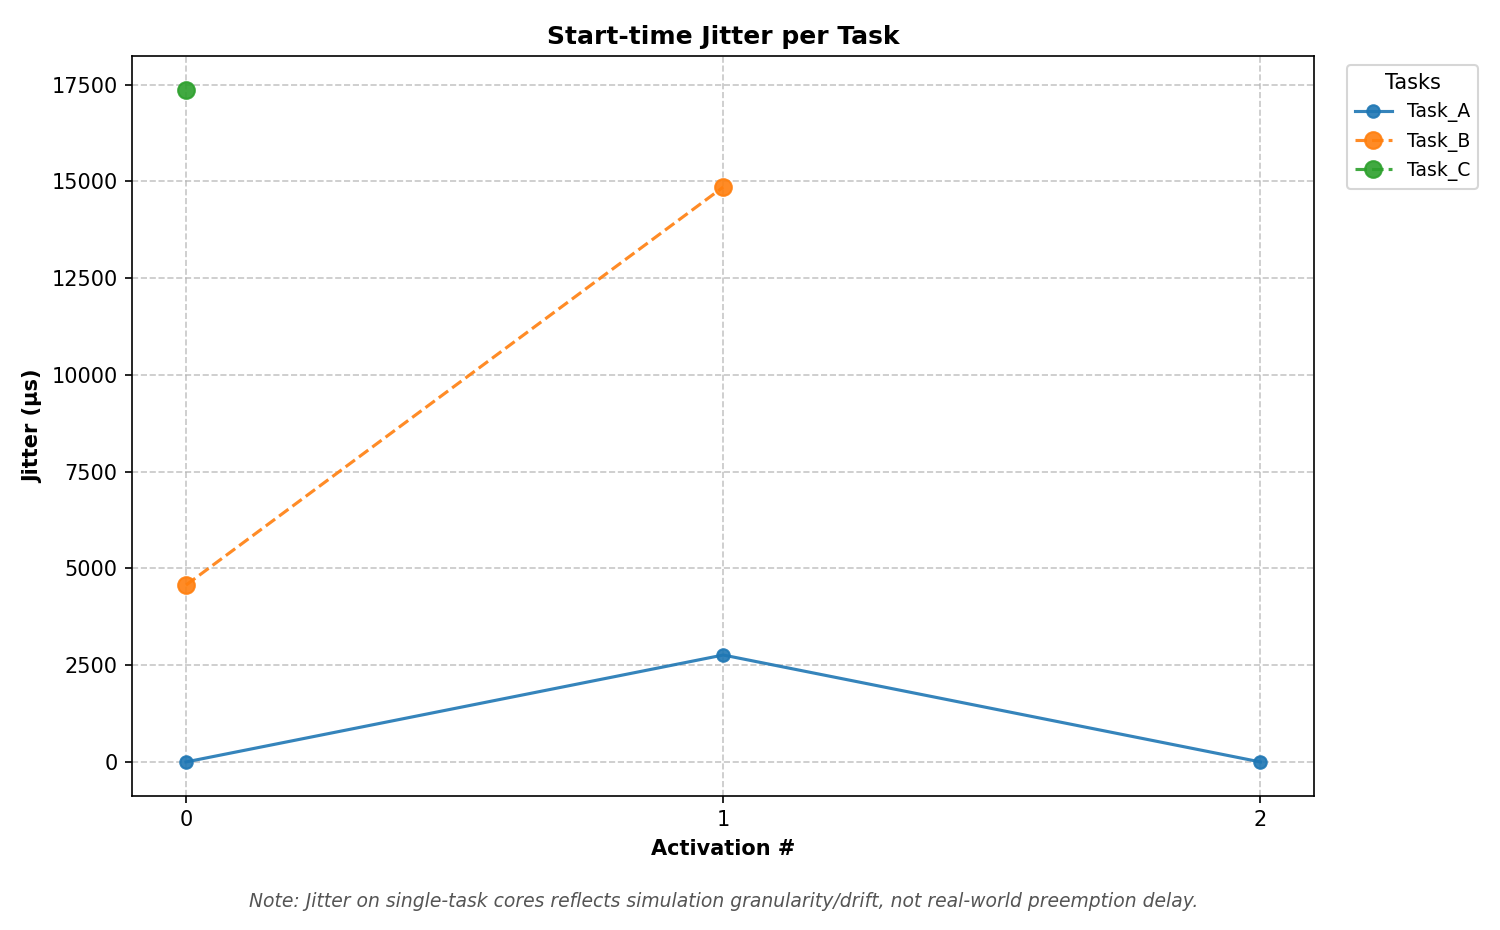 Start-time Jitter per Task
17500
15000
12500
10000
7500
5000
2500
0
Jitter (µs)
0 1 2
Activation #
Tasks
Task_A
Task_B
Task_C
Note: Jitter on single-task cores reflects simulation granularity/drift, not real-world preemption delay.